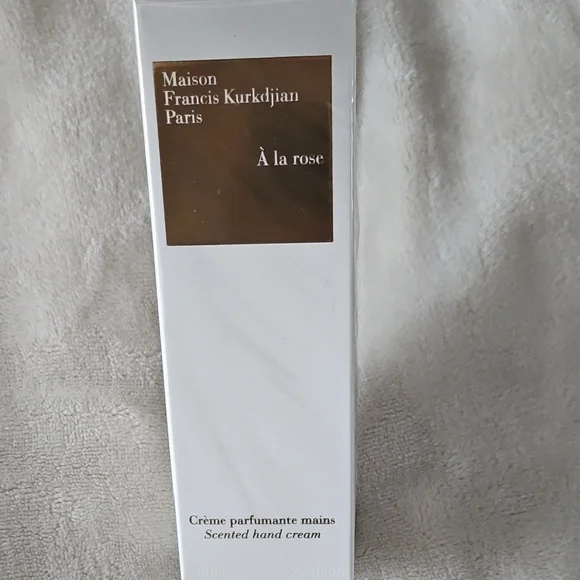 Maison
Francis Kurkdjian
Paris
À la rose
Crème parfumante mains
Scented hand cream